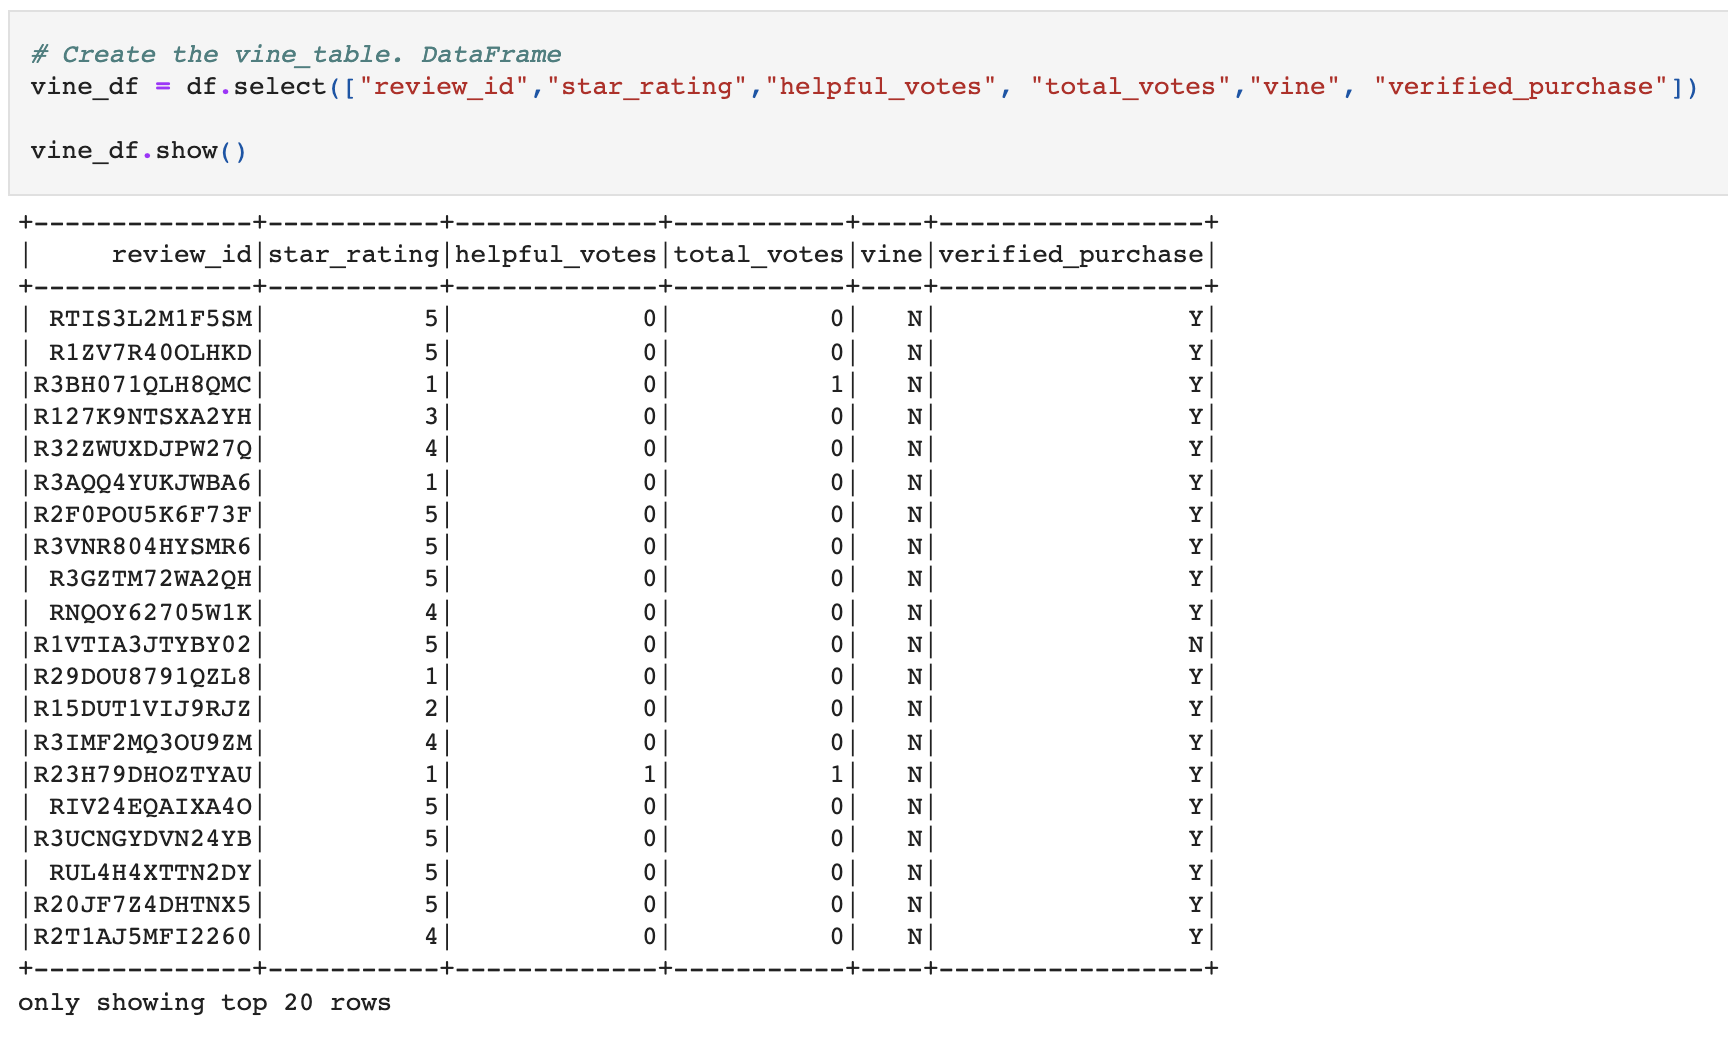 # Create the vine_table. DataFrame
vine_df = df.select(["review_id","star_rating","helpful_votes", "total_votes","vine", "verified_purchase"])
vine_df.show()
+--------------+-----------+-------------+-----------+----+-----------------+
|     review_id|star_rating|helpful_votes|total_votes|vine|verified_purchase|
+--------------+-----------+-------------+-----------+----+-----------------+
| RTIS3L2M1F5SM|          5|            0|          0|   N|                Y|
| R1ZV7R40OLHKD|          5|            0|          0|   N|                Y|
|R3BH071QLH8QMC|          1|            0|          1|   N|                Y|
|R127K9NTSXA2YH|          3|            0|          0|   N|                Y|
|R32ZWUXDJPW27Q|          4|            0|          0|   N|                Y|
|R3AQQ4YUKJWBA6|          1|            0|          0|   N|                Y|
|R2F0POU5K6F73F|          5|            0|          0|   N|                Y|
|R3VNR804HYSMR6|          5|            0|          0|   N|                Y|
| R3GZTM72WA2QH|          5|            0|          0|   N|                Y|
| RNQOY62705W1K|          4|            0|          0|   N|                Y|
|R1VTIA3JTYBY02|          5|            0|          0|   N|                N|
|R29DOU8791QZL8|          1|            0|          0|   N|                Y|
|R15DUT1VIJ9RJZ|          2|            0|          0|   N|                Y|
|R3IMF2MQ3OU9ZM|          4|            0|          0|   N|                Y|
|R23H79DHOZTYAU|          1|            1|          1|   N|                Y|
| RIV24EQAIXA4O|          5|            0|          0|   N|                Y|
|R3UCNGYDVN24YB|          5|            0|          0|   N|                Y|
| RUL4H4XTTN2DY|          5|            0|          0|   N|                Y|
|R20JF7Z4DHTNX5|          5|            0|          0|   N|                Y|
|R2T1AJ5MFI2260|          4|            0|          0|   N|                Y|
+--------------+-----------+-------------+-----------+----+-----------------+
only showing top 20 rows